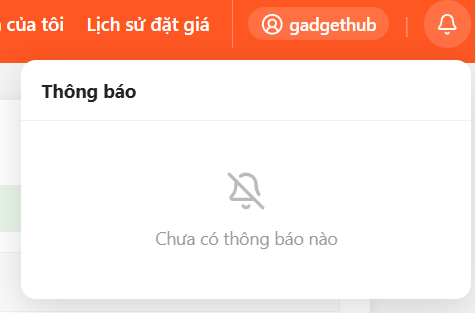 của tôi Lịch sử đặt giá gadgethub |
Thông báo
Chưa có thông báo nào